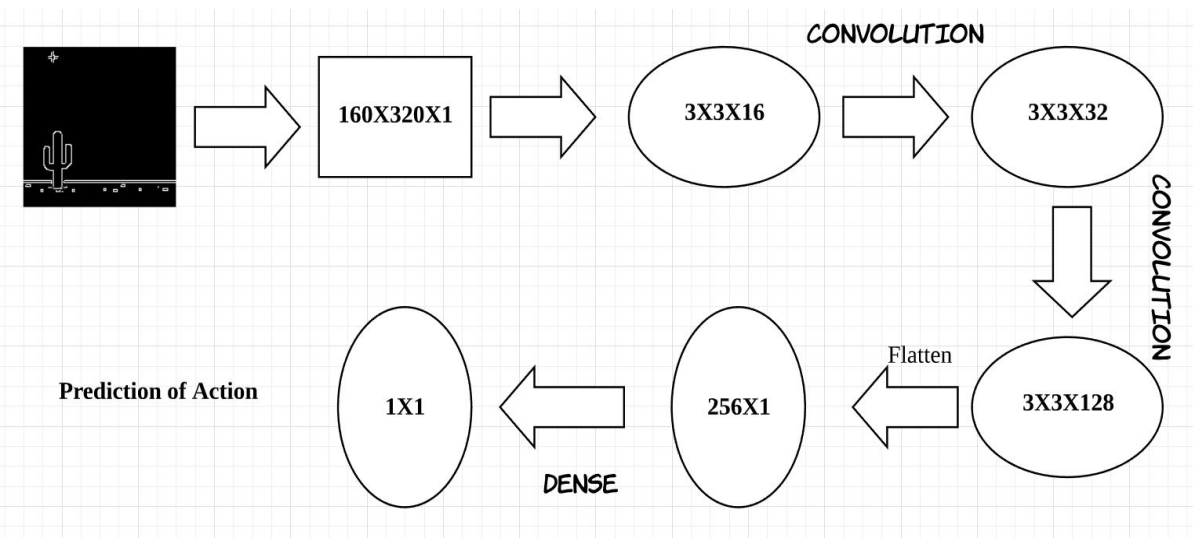 CONVOLUTION
160X320X1
3X3X16
3X3X32
CONVOLUTION
3X3X128
Flatten
256X1
DENSE
1X1
Prediction of Action